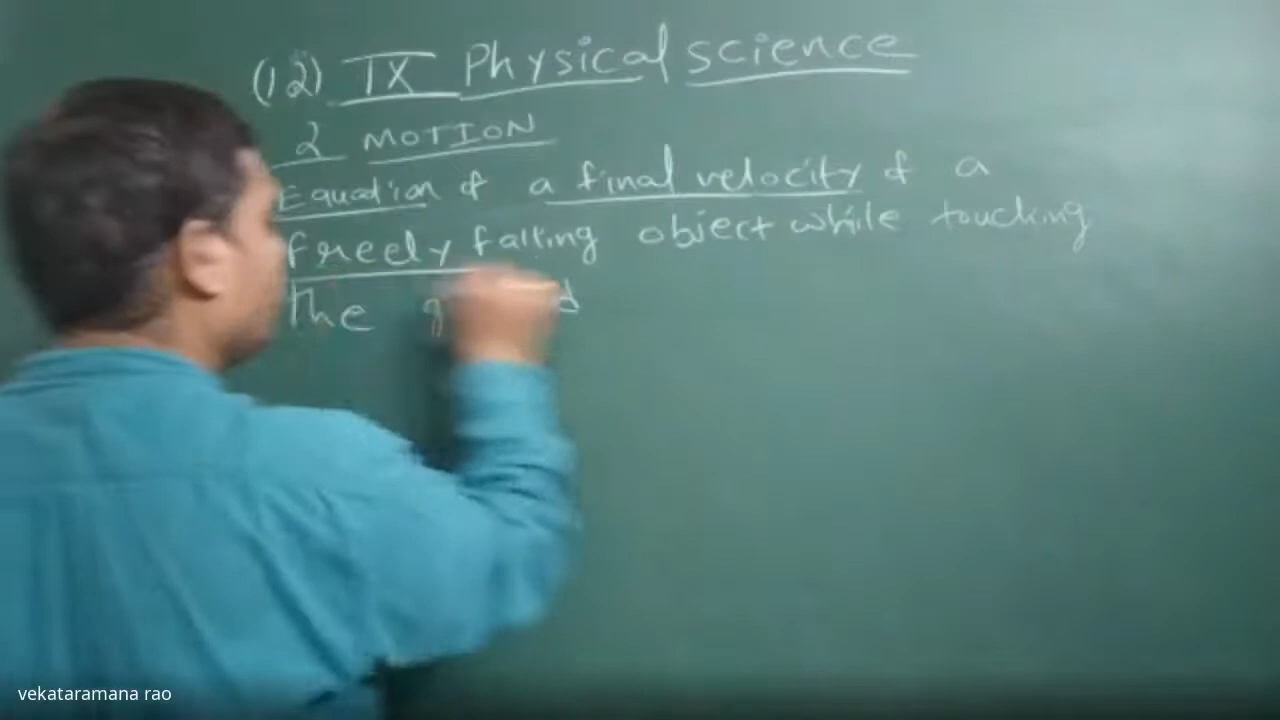 (12) IX Physical science
2 MOTION
Equation of a final velocity of a
freely falling object while touching
The
vekataramana rao